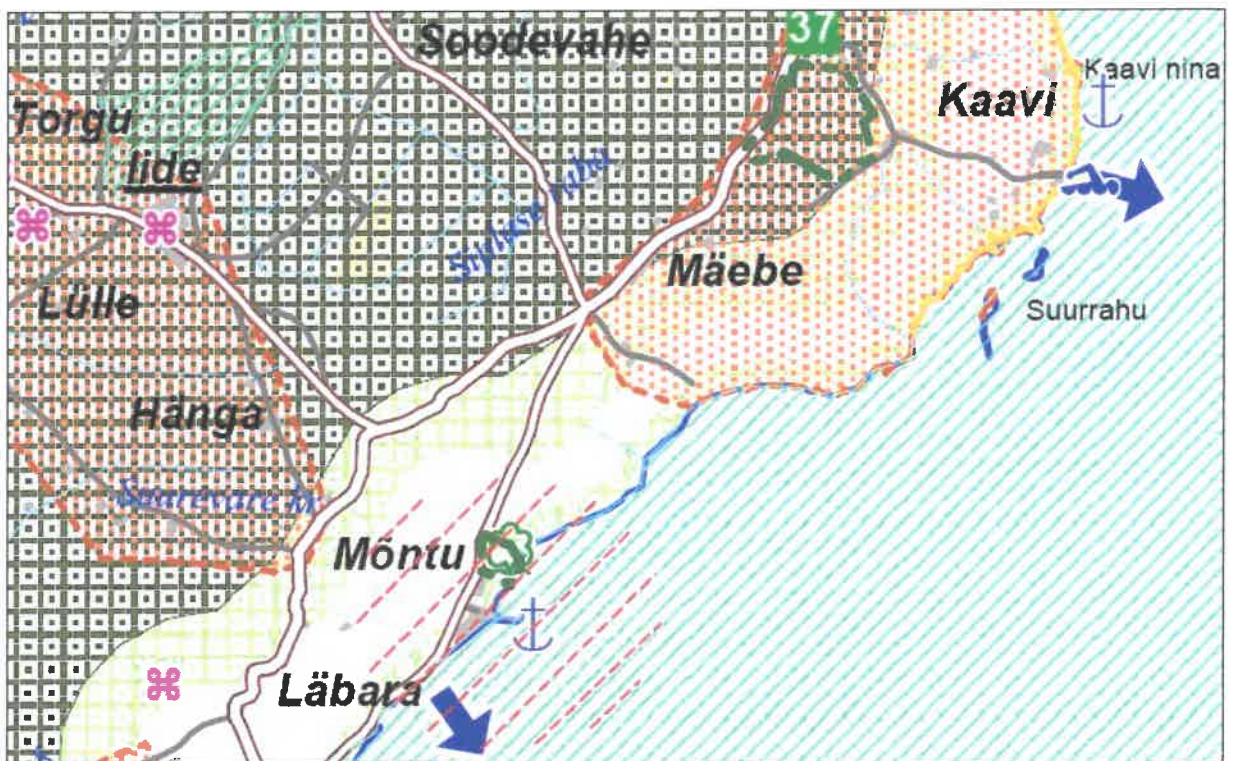 Soodevahe
37
Kaavi nina
Kaavi
Torgu
Iide
Mäebe
Suurrahu
Lülle
Hänga
Mõntu
Läbara